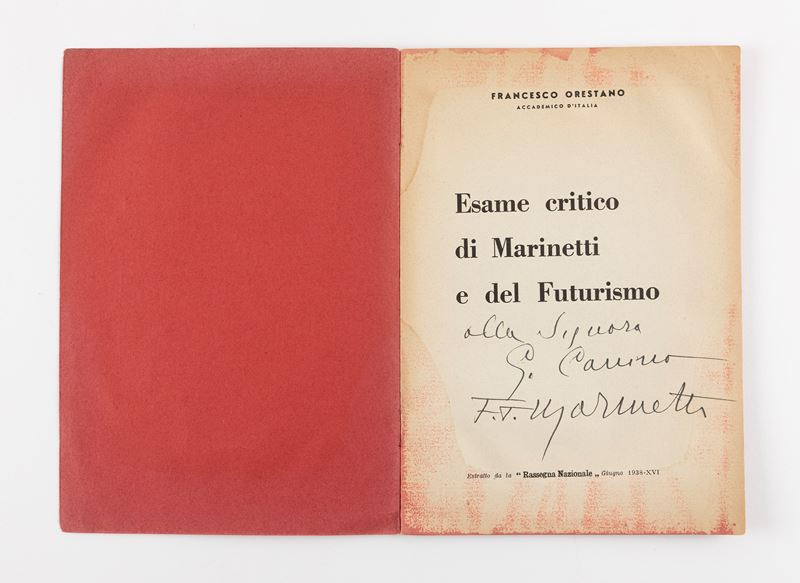 FRANCESCO ORESTANO
ACCADEMICO D'ITALIA
Esame critico
di Marinetti
e del Futurismo
alla Signora
G. Canino
F. T. Marinetti
Estratto da la “ Rassegna Nazionale „ Giugno 1938-XVI